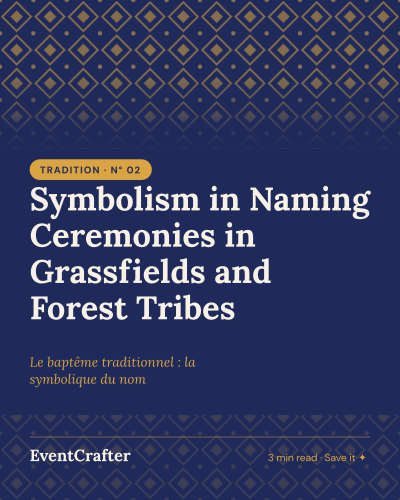 TRADITION · N° 02
Symbolism in Naming
Ceremonies in
Grassfields and
Forest Tribes
Le baptême traditionnel : la
symbolique du nom
EventCrafter
3 min read · Save it ✦